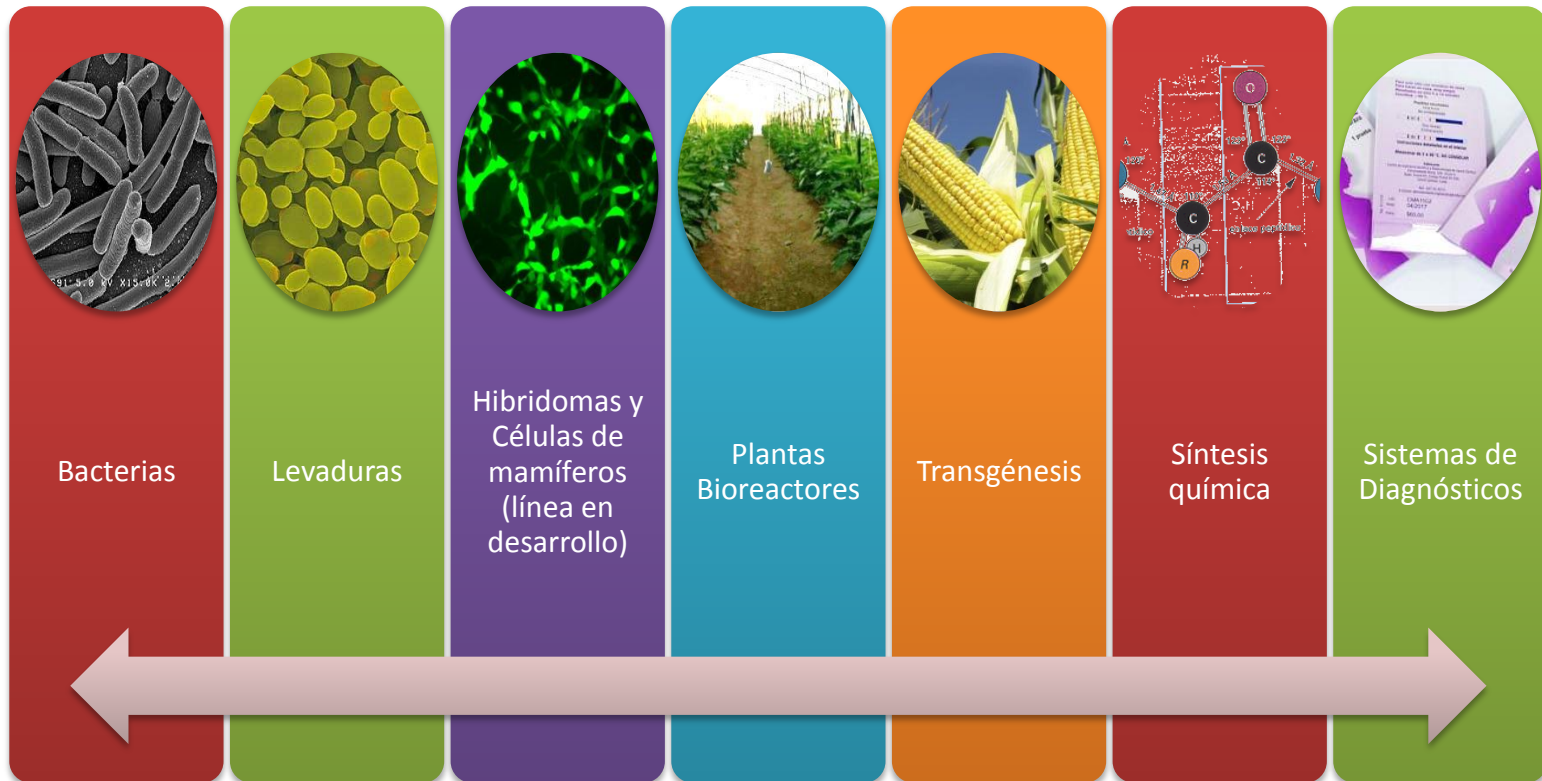 Bacterias
Levaduras
Hibridomas y
Células de
mamíferos
(línea en
desarrollo)
Plantas
Bioreactores
Transgénesis
Síntesis
química
Sistemas de
Diagnósticos
O
C
C
H
R